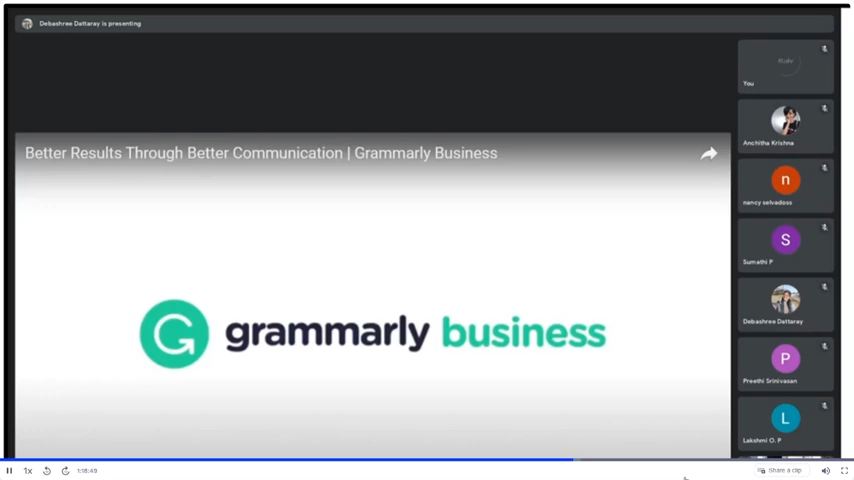 Debashree Dattaray is presenting
You
Anchitha Krishna
Better Results Through Better Communication | Grammarly Business
n
nancy selvadoss
S
Sumathi P
G grammarly business
Debashree Dattaray
P
Preethi Srinivasan
L
Lakshmi O. P
1x
1:18:49
Share a clip